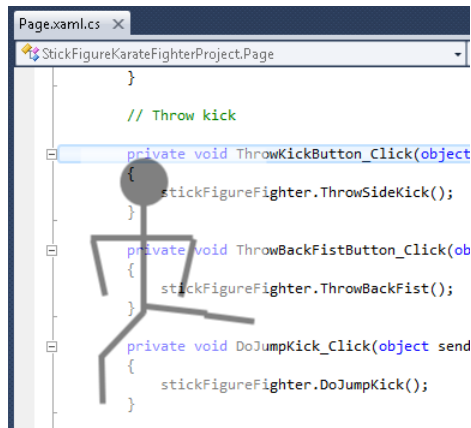 Page.xaml.cs
StickFigureKarateFighterProject.Page
}
// Throw kick
private void ThrowKickButton_Click(object
{
stickFigureFighter.ThrowSideKick();
}
private void ThrowBackFistButton_Click(ob
{
stickFigureFighter.ThrowBackFist();
}
private void DoJumpKick_Click(object send
{
stickFigureFighter.DoJumpKick();
}